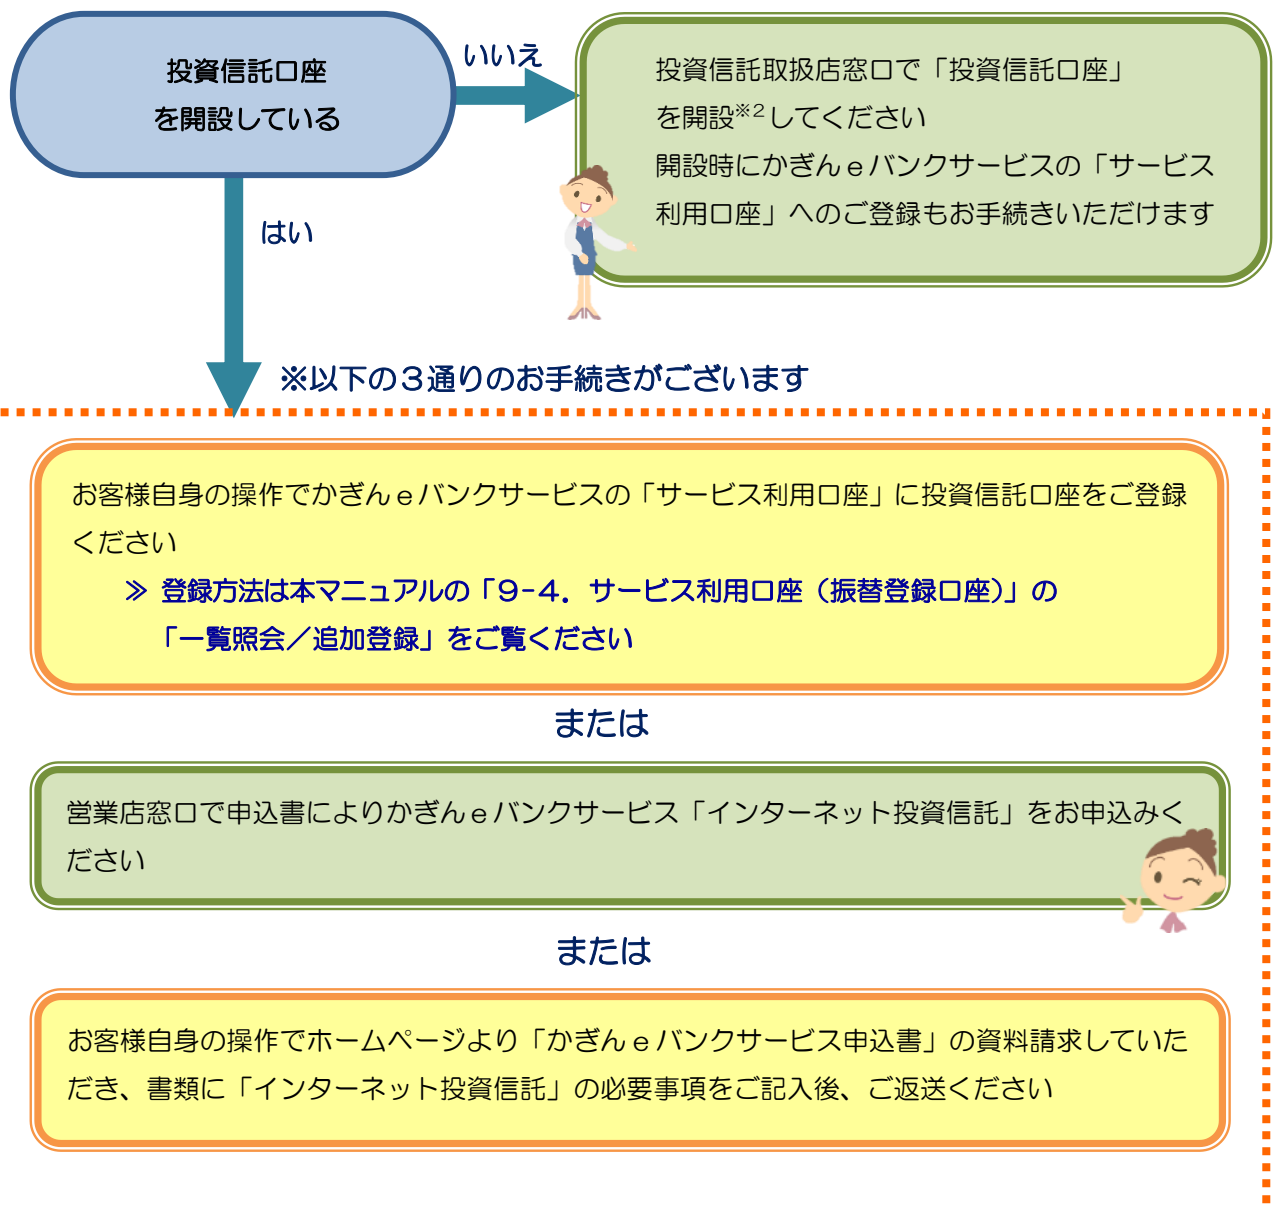 投資信託口座
を開設している
いいえ
投資信託取扱店窓口で「投資信託口座」
を開設※2してください
開設時にかぎんｅバンクサービスの「サービス
利用口座」へのご登録もお手続きいただけます
はい
※以下の３通りのお手続きがございます
お客様自身の操作でかぎんｅバンクサービスの「サービス利用口座」に投資信託口座をご登録
ください
≫ 登録方法は本マニュアルの「９-４．サービス利用口座（振替登録口座）」の
「一覧照会／追加登録」をご覧ください
または
営業店窓口で申込書によりかぎんｅバンクサービス「インターネット投資信託」をお申込みく
ださい
または
お客様自身の操作でホームページより「かぎんｅバンクサービス申込書」の資料請求していた
だき、書類に「インターネット投資信託」の必要事項をご記入後、ご返送ください